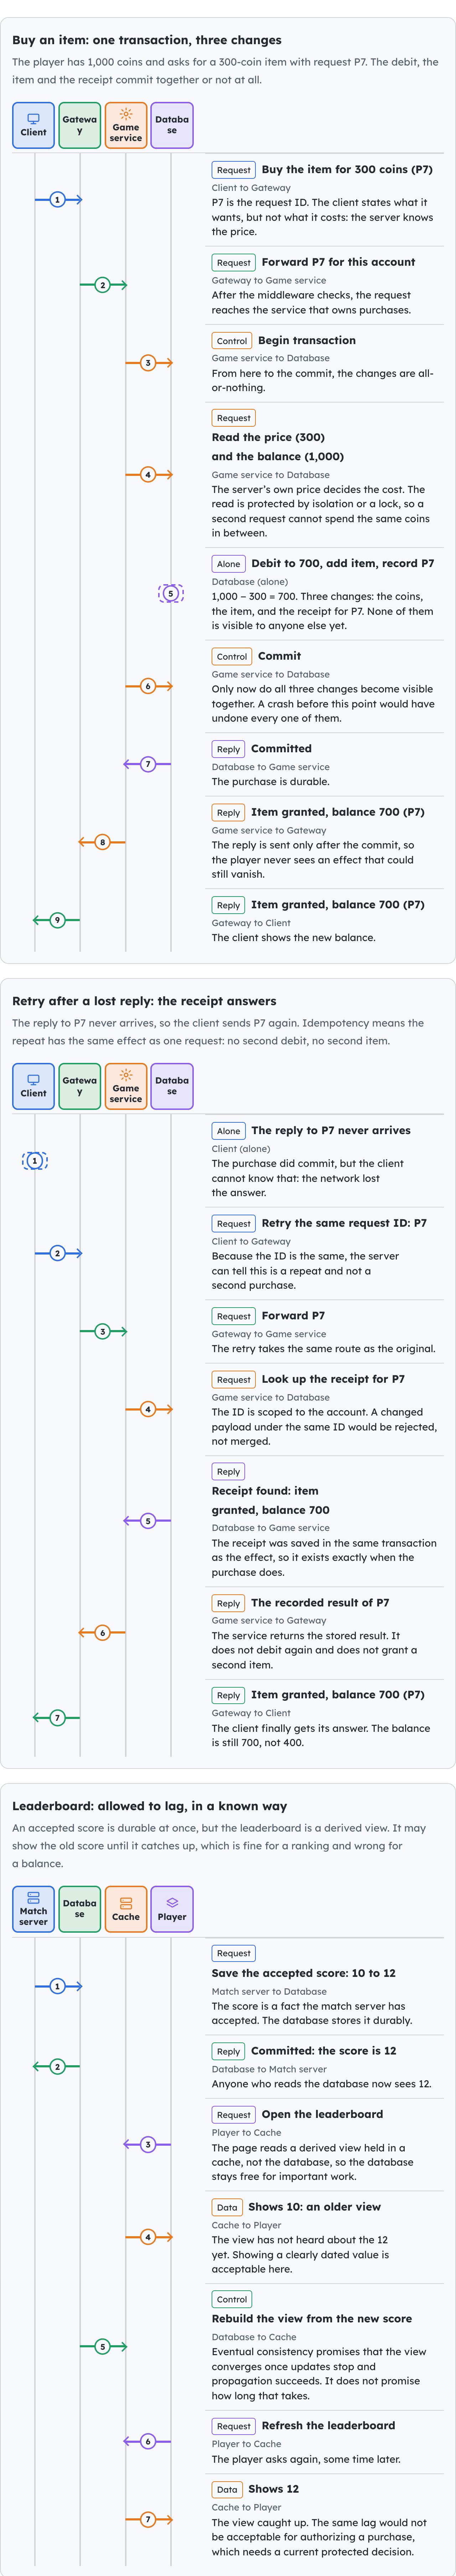 Buy an item: one transaction, three changes
The player has 1,000 coins and asks for a 300-coin item with request P7. The debit, the
item and the receipt commit together or not at all.
Client
Gatewa
y
Game
service
Databa
se
Request Buy the item for 300 coins (P7)
Client to Gateway
1
P7 is the request ID. The client states what it
wants, but not what it costs: the server knows
the price.
Request Forward P7 for this account
Gateway to Game service
2
After the middleware checks, the request
reaches the service that owns purchases.
Control Begin transaction
Game service to Database
3
From here to the commit, the changes are all-
or-nothing.
Request
Read the price (300)
and the balance (1,000)
Game service to Database
4
The server's own price decides the cost. The
read is protected by isolation or a lock, so a
second request cannot spend the same coins
in between.
Alone Debit to 700, add item, record P7
Database (alone)
5
1,000 − 300 = 700. Three changes: the coins,
the item, and the receipt for P7. None of them
is visible to anyone else yet.
Control Commit
Game service to Database
6
Only now do all three changes become visible
together. A crash before this point would have
undone every one of them.
Reply Committed
Database to Game service
7
The purchase is durable.
Reply Item granted, balance 700 (P7)
Game service to Gateway
8
The reply is sent only after the commit, so
the player never sees an effect that could
still vanish.
Reply Item granted, balance 700 (P7)
Gateway to Client
9
The client shows the new balance.
Retry after a lost reply: the receipt answers
The reply to P7 never arrives, so the client sends P7 again. Idempotency means the
repeat has the same effect as one request: no second debit, no second item.
Client
Gatewa
y
Game
service
Databa
se
Alone The reply to P7 never arrives
Client (alone)
1
The purchase did commit, but the client
cannot know that: the network lost
the answer.
Request Retry the same request ID: P7
Client to Gateway
2
Because the ID is the same, the server
can tell this is a repeat and not a
second purchase.
Request Forward P7
Gateway to Game service
3
The retry takes the same route as the original.
Request Look up the receipt for P7
Game service to Database
4
The ID is scoped to the account. A changed
payload under the same ID would be rejected,
not merged.
Reply
Receipt found: item
granted, balance 700
Database to Game service
5
The receipt was saved in the same transaction
as the effect, so it exists exactly when the
purchase does.
Reply The recorded result of P7
Game service to Gateway
6
The service returns the stored result. It
does not debit again and does not grant a
second item.
Reply Item granted, balance 700 (P7)
Gateway to Client
7
The client finally gets its answer. The balance
is still 700, not 400.
Leaderboard: allowed to lag, in a known way
An accepted score is durable at once, but the leaderboard is a derived view. It may
show the old score until it catches up, which is fine for a ranking and wrong for
a balance.
Match
server
Databa
se
Cache
Player
Request
Save the accepted score: 10 to 12
Match server to Database
1
The score is a fact the match server has
accepted. The database stores it durably.
Reply Committed: the score is 12
Database to Match server
2
Anyone who reads the database now sees 12.
Request Open the leaderboard
Player to Cache
3
The page reads a derived view held in a
cache, not the database, so the database
stays free for important work.
Data Shows 10: an older view
Cache to Player
4
The view has not heard about the 12
yet. Showing a clearly dated value is
acceptable here.
Control
Rebuild the view from the new score
Database to Cache
5
Eventual consistency promises that the view
converges once updates stop and
propagation succeeds. It does not promise
how long that takes.
Request Refresh the leaderboard
Player to Cache
6
The player asks again, some time later.
Data Shows 12
Cache to Player
7
The view caught up. The same lag would not
be acceptable for authorizing a purchase,
which needs a current protected decision.